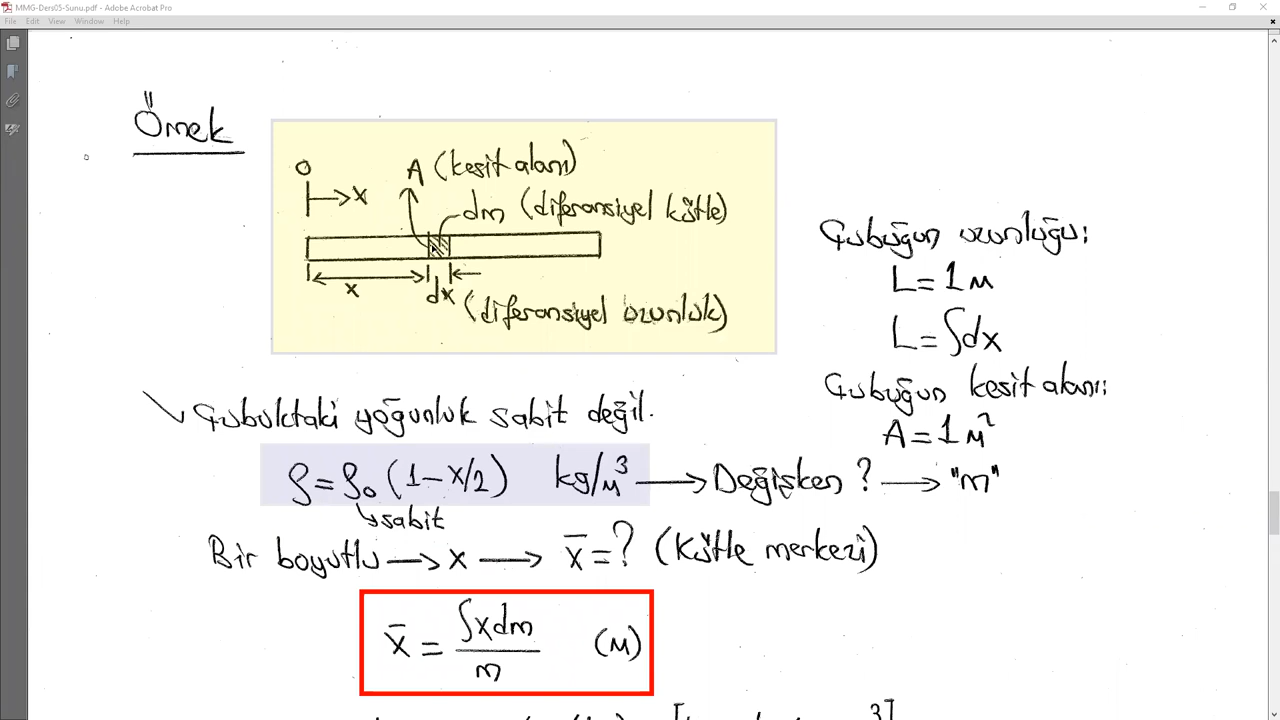 MMG-Ders05-Sunu.pdf - Adobe Acrobat Pro
File Edit View Window Help
Örnek
O
x
A (kesit alanı)
dm (diferansiyel kütle)
x
dx (diferansiyel uzunluk)
Çubuğun uzunluğu:
L = 1 M
L = ∫dx
Çubuğun kesit alanı:
A = 1 M²
Çubuktaki yoğunluk sabit değil.
ρ = ρ₀ (1 - x/2) kg/M³ → Değişken ? → "m"
↳ sabit
Bir boyutlu → x → x̄ = ? (Kütle merkezi)
x̄ = ∫x dm / m (M)